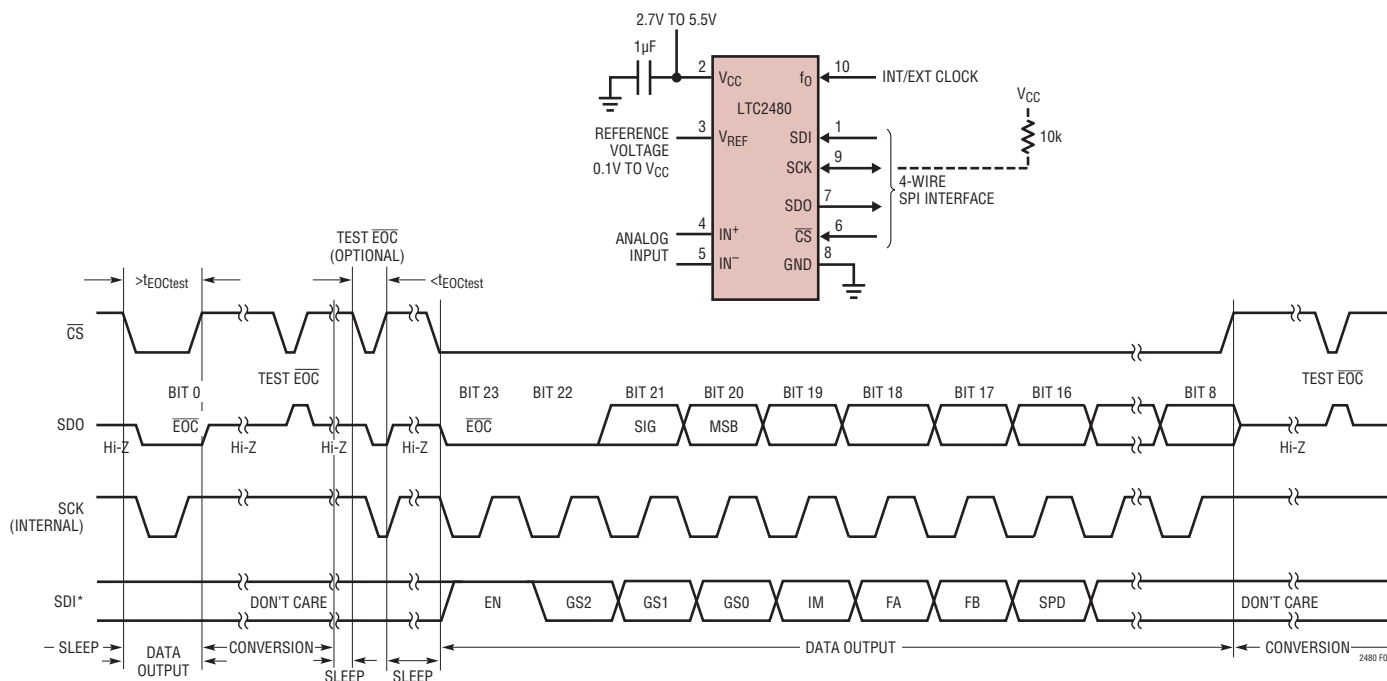 2.7V TO 5.5V
1µF
2
VCC
fO
10
INT/EXT CLOCK
LTC2480
VCC
10k
REFERENCE
VOLTAGE
0.1V TO VCC
3
VREF
SDI
1
SCK
9
SDO
7
4-WIRE
SPI INTERFACE
ANALOG
INPUT
4
IN+
5
IN−
CS
6
GND
8
TEST EOC
(OPTIONAL)
>tEOCtest
<tEOCtest
CS
BIT 0
TEST EOC
BIT 23
BIT 22
BIT 21
BIT 20
BIT 19
BIT 18
BIT 17
BIT 16
BIT 8
TEST EOC
SDO
EOC
EOC
SIG
MSB
Hi-Z
Hi-Z
Hi-Z
Hi-Z
Hi-Z
SCK
(INTERNAL)
SDI*
DON'T CARE
EN
GS2
GS1
GS0
IM
FA
FB
SPD
DON'T CARE
SLEEP
DATA
OUTPUT
CONVERSION
SLEEP
SLEEP
DATA OUTPUT
CONVERSION
2480 F0